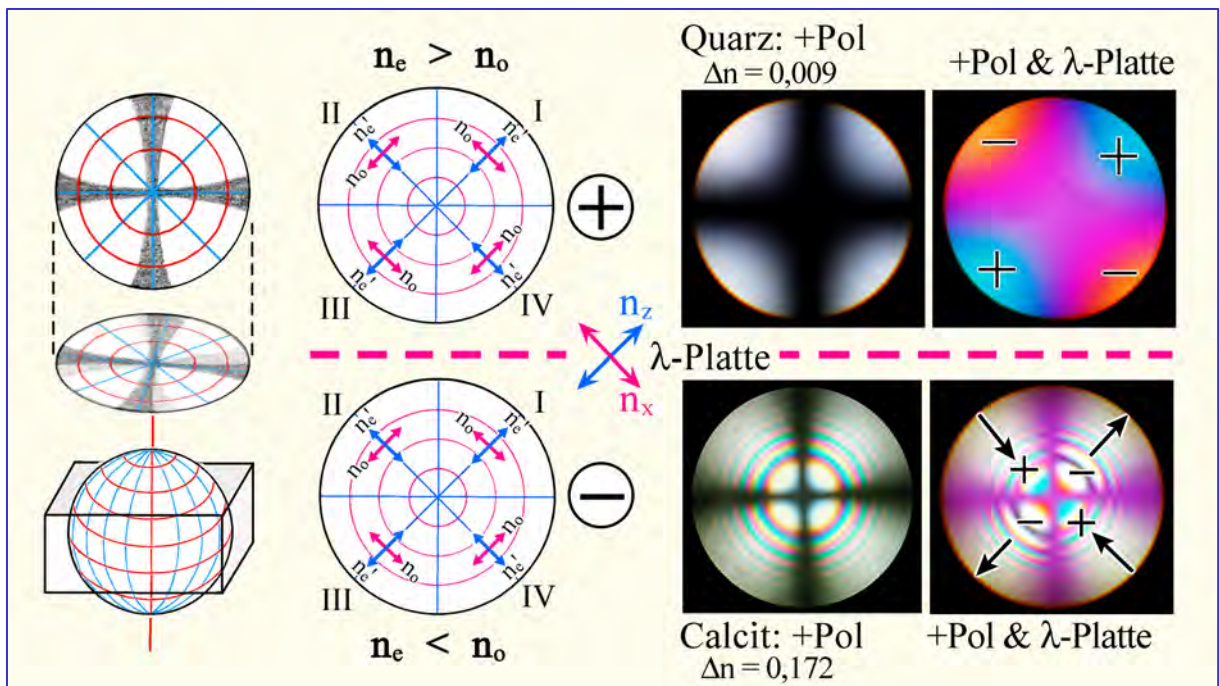 nₑ > nₒ
II
I
nₑ'
nₒ
nₒ
nₑ'
nₑ'
nₒ
nₒ
nₑ'
III
IV
+
Quarz: +Pol
Δn = 0,009
+Pol & λ-Platte
−
+
+
−
n_z
λ-Platte
nₓ
II
I
nₑ'
nₒ
nₒ
nₑ'
nₑ'
nₒ
nₒ
nₑ'
III
IV
−
nₑ < nₒ
+
−
−
+
Calcit: +Pol
Δn = 0,172
+Pol & λ-Platte